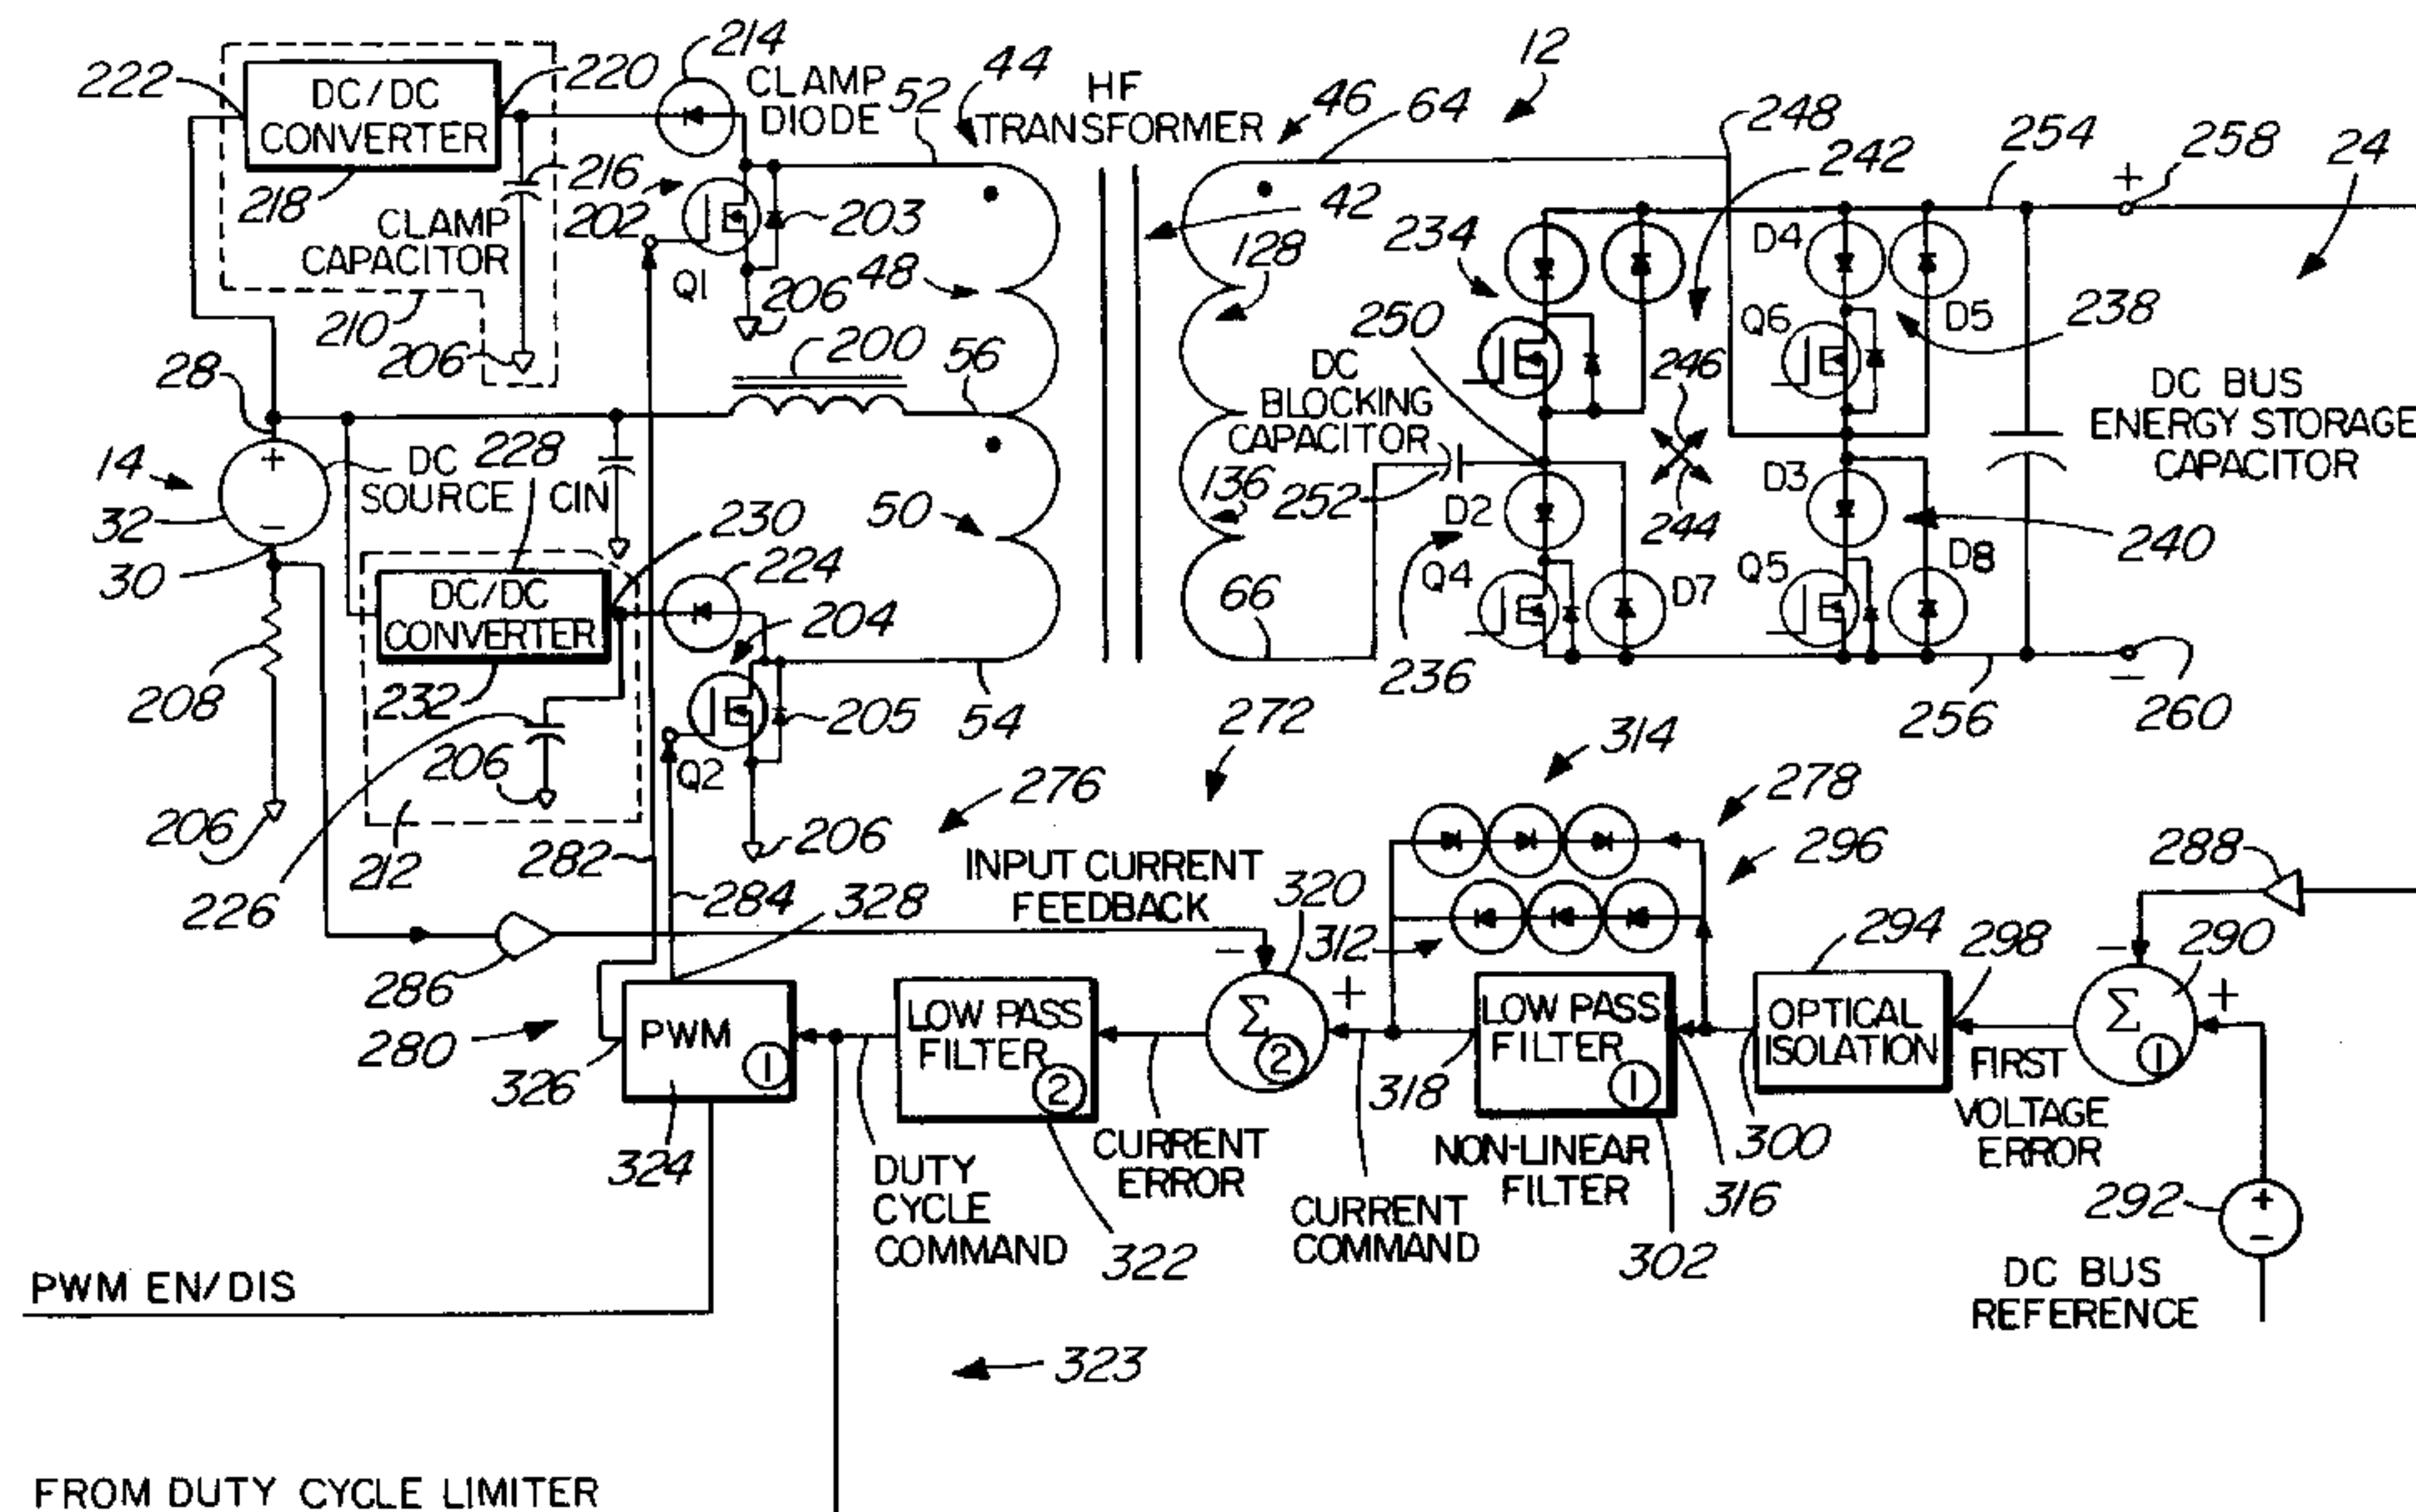 214
44
12
222
DC/DC
CONVERTER
220
CLAMP
DIODE
52
HF
TRANSFORMER
46
64
248
254
258
24
218
216
202
CLAMP
CAPACITOR
203
Q1
206
48
42
128
234
242
+
D4
D5
Q6
238
210
206
200
56
250
246
28
DC
BLOCKING
CAPACITOR
DC BUS
ENERGY STORAGE
CAPACITOR
14
+
-
DC
SOURCE
228
CIN
32
30
50
230
136
252
D2
244
D3
240
224
DC/DC
CONVERTER
204
66
Q4
D7
Q5
D8
236
208
232
205
54
272
256
-
260
206
Q2
206
212
226
282
276
206
314
278
296
284
328
INPUT CURRENT
FEEDBACK
320
312
288
286
-
+
294
298
-
290
+
280
PWM
1
326
LOW PASS
FILTER
2
Σ
2
318
LOW PASS
FILTER
1
OPTICAL
ISOLATION
Σ
1
FIRST
VOLTAGE
ERROR
324
DUTY
CYCLE
COMMAND
CURRENT
ERROR
322
CURRENT
COMMAND
NON-LINEAR
FILTER
302
316
300
292
+
-
DC BUS
REFERENCE
PWM EN/DIS
323
FROM DUTY CYCLE LIMITER